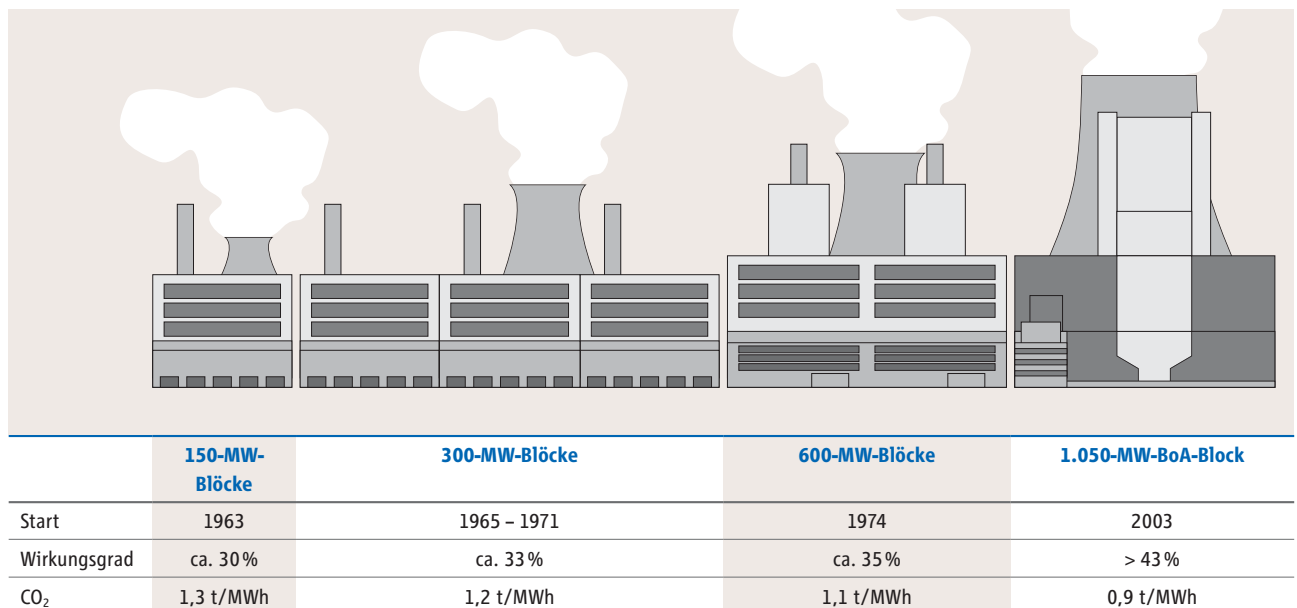 150-MW- 300-MW-Blöcke 600-MW-Blöcke 1.050-MW-BoA-Block
Blöcke
Start 1963 1965 – 1971 1974 2003
Wirkungsgrad ca. 30 % ca. 33 % ca. 35 % > 43 %
CO₂ 1,3 t/MWh 1,2 t/MWh 1,1 t/MWh 0,9 t/MWh